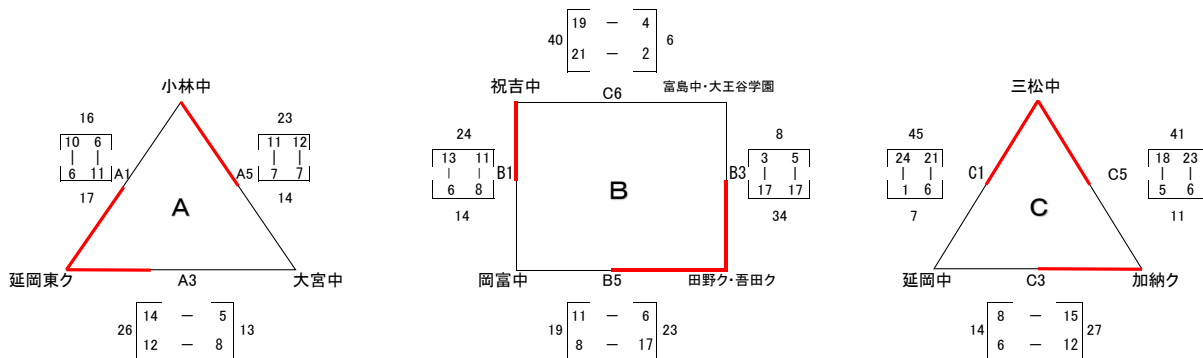 19 － 4
40 6
21 － 2
小林中
祝吉中
富島中・大王谷学園
三松中
C6
16
23
24
8
45
41
10 6
| |
6 11
A1
A5
11 12
| |
7 7
13 11
| |
6 8
B1
B3
3 5
| |
17 17
24 21
| |
1 6
C1
C5
18 23
| |
5 6
17
14
14
34
7
11
A
B
C
延岡東ク
A3
大宮中
岡富中
B5
田野ク・吾田ク
延岡中
C3
加納ク
14 － 5
26 13
12 － 8
11 － 6
19 23
8 － 17
8 － 15
14 27
6 － 12